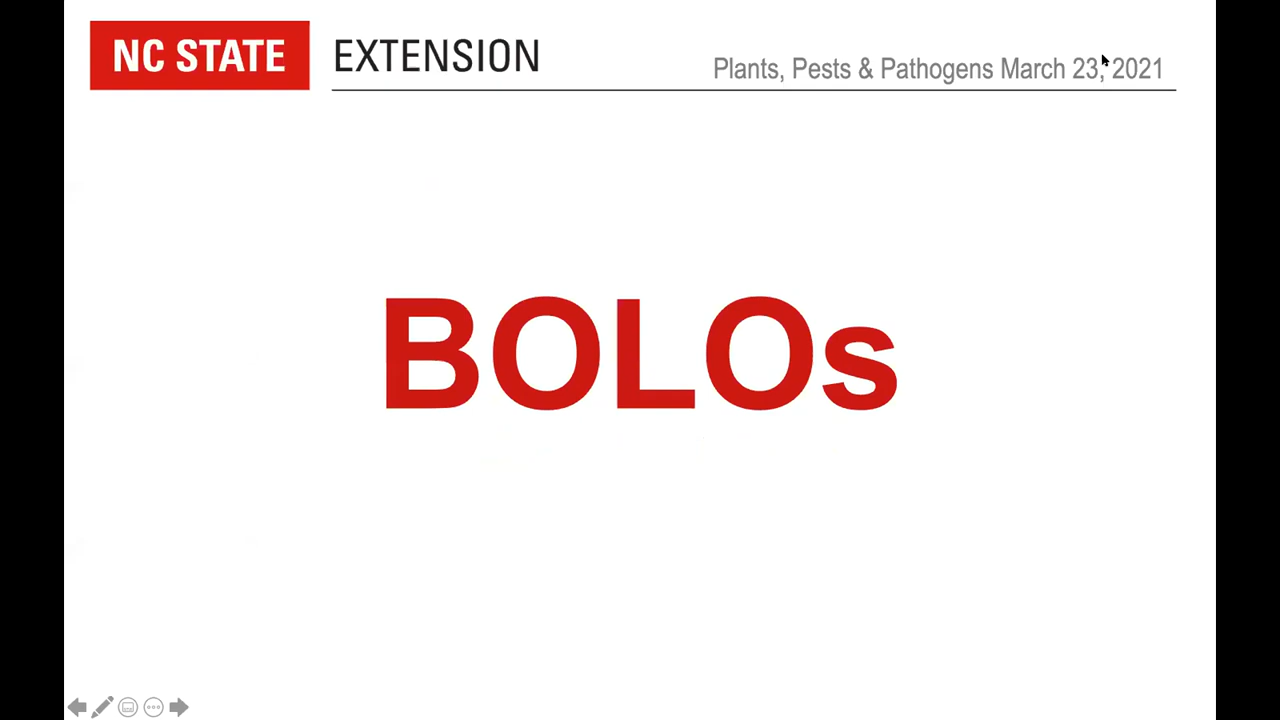 NC STATE EXTENSION
Plants, Pests & Pathogens March 23, 2021
BOLOs